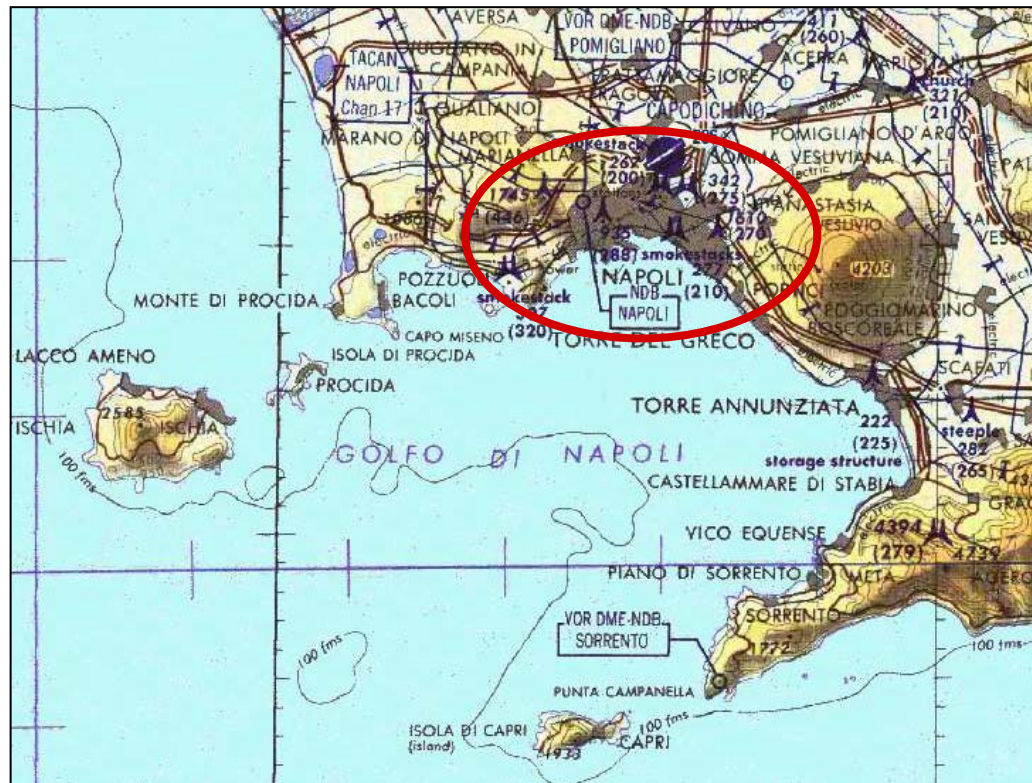 AVERSA
VOR DME-NDB
POMIGLIANO
411
(260)
ACERRA
TACAN
NAPOLI
Chan 17
GIUGLIANO IN
CAMPANIA
FRATTAMAGGIORE
church
321
(210)
QUALIANO
CAPODICHINO
MARANO DI NAPOLI
POMIGLIANO D'ARCO
MARIANELLA
262
(200)
SOMMA VESUVIANA
342
(275)
electric
1745
(446)
945
(288)
smokestacks
277
(210)
NAPOLI
NDB
NAPOLI
4203
POZZUOLI
BACOLI
MONTE DI PROCIDA
smokestack
(320)
CAPO MISENO
POGGIOMARINO
BOSCOREALE
TORRE DEL GRECO
LACCO AMENO
ISOLA DI PROCIDA
PROCIDA
SCAFATI
2585
ISCHIA
ISCHIA
TORRE ANNUNZIATA
222
(225)
storage structure
steeple
282
(265)
100 fms
GOLFO DI NAPOLI
CASTELLAMMARE DI STABIA
VICO EQUENSE
4394
(279)
4739
PIANO DI SORRENTO
META
VOR DME-NDB
SORRENTO
SORRENTO
1772
100 fms
100 fms
PUNTA CAMPANELLA
100 fms
ISOLA DI CAPRI
(island)
CAPRI
1933